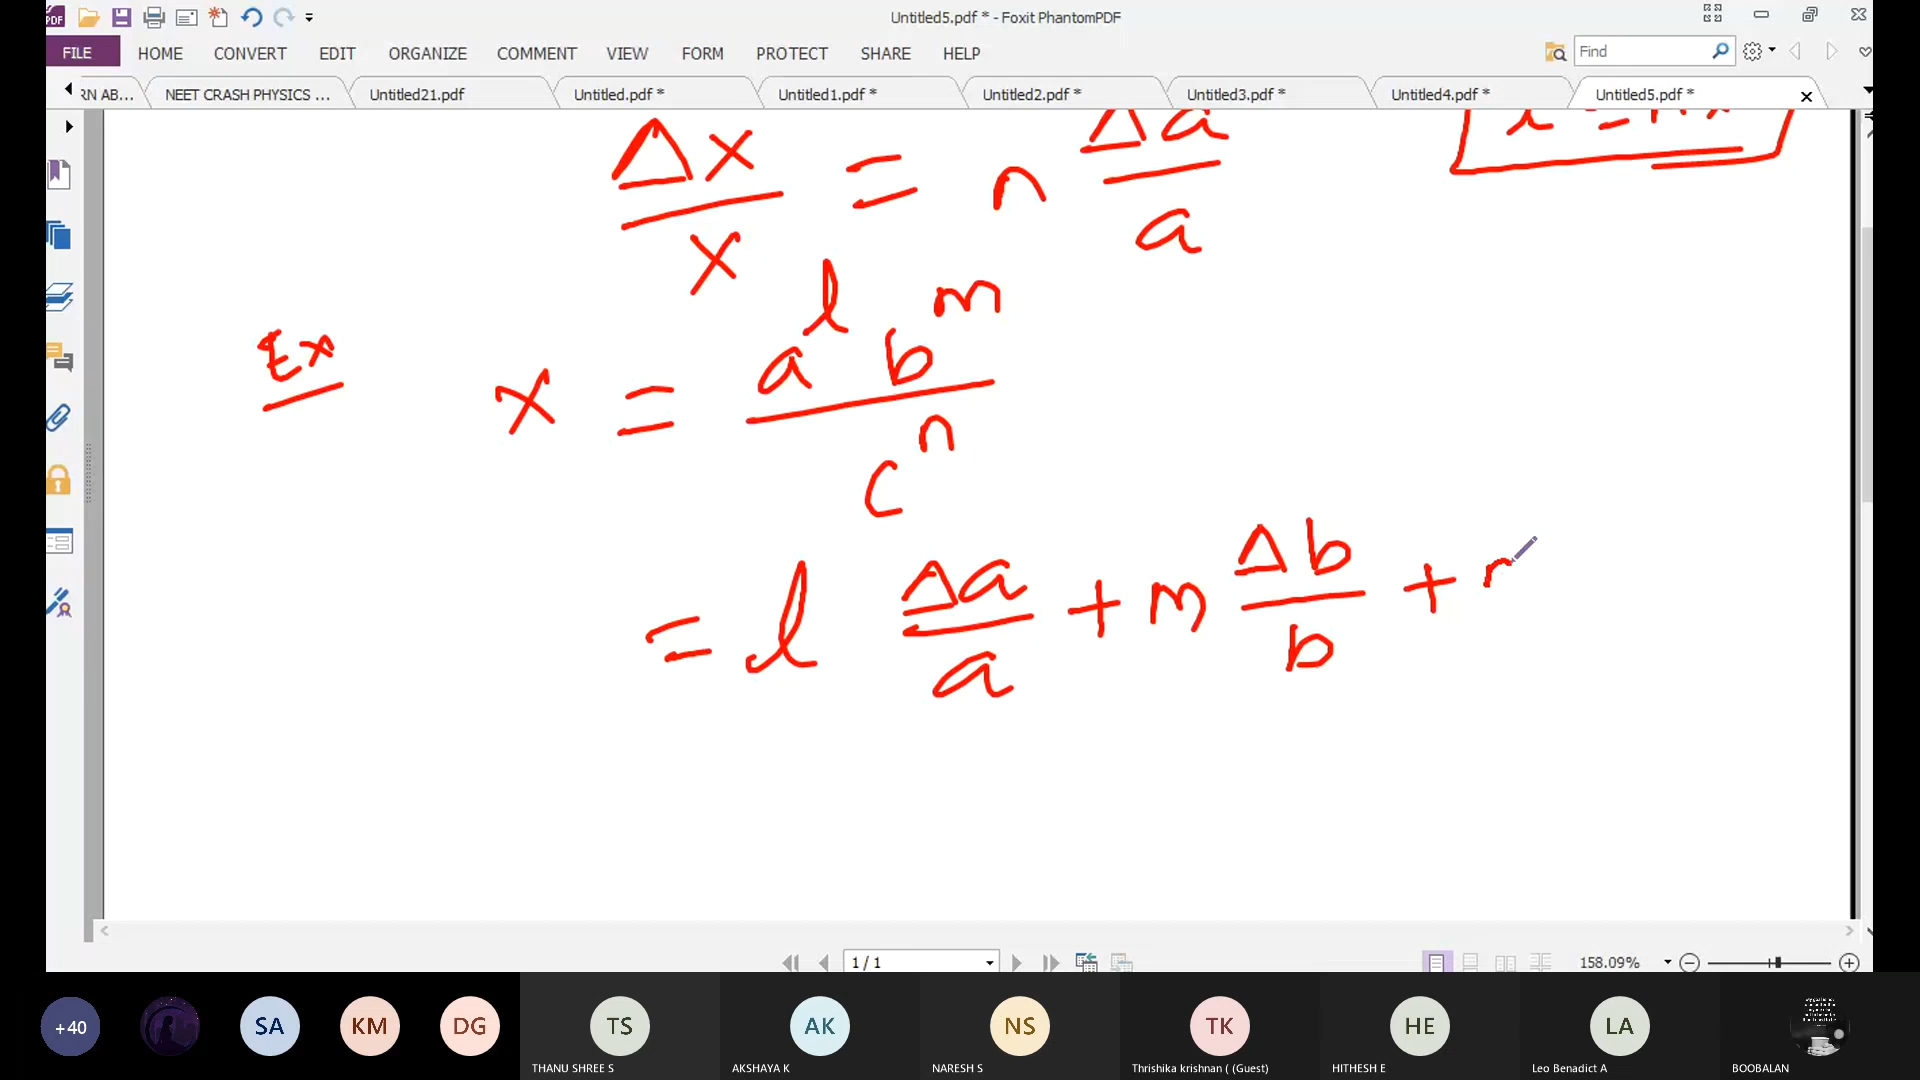 Untitled5.pdf * - Foxit PhantomPDF
FILE HOME CONVERT EDIT ORGANIZE COMMENT VIEW FORM PROTECT SHARE HELP Find
RN AB... NEET CRASH PHYSICS ... Untitled21.pdf Untitled.pdf * Untitled1.pdf * Untitled2.pdf * Untitled3.pdf * Untitled4.pdf * Untitled5.pdf *
Δx/x = n Δa/a
Ex x = a^l b^m / c^n
= l Δa/a + m Δb/b +
1 / 1 158.09%
+40 SA KM DG TS AK NS TK HE LA
THANU SHREE S AKSHAYA K NARESH S Thrishika krishnan ( (Guest) HITHESH E Leo Benadict A BOOBALAN